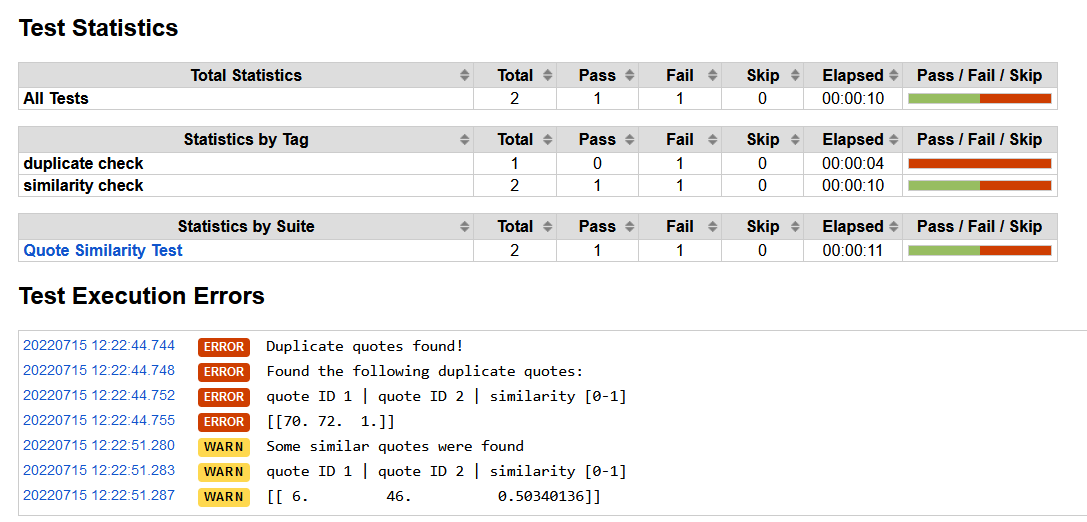 Test Statistics
Total Statistics Total Pass Fail Skip Elapsed Pass / Fail / Skip
All Tests 2 1 1 0 00:00:10
Statistics by Tag Total Pass Fail Skip Elapsed Pass / Fail / Skip
duplicate check 1 0 1 0 00:00:04
similarity check 2 1 1 0 00:00:10
Statistics by Suite Total Pass Fail Skip Elapsed Pass / Fail / Skip
Quote Similarity Test 2 1 1 0 00:00:11
Test Execution Errors
20220715 12:22:44.744 ERROR Duplicate quotes found!
20220715 12:22:44.748 ERROR Found the following duplicate quotes:
20220715 12:22:44.752 ERROR quote ID 1 | quote ID 2 | similarity [0-1]
20220715 12:22:44.755 ERROR [[70. 72.  1.]]
20220715 12:22:51.280 WARN Some similar quotes were found
20220715 12:22:51.283 WARN quote ID 1 | quote ID 2 | similarity [0-1]
20220715 12:22:51.287 WARN [[ 6.         46.          0.50340136]]